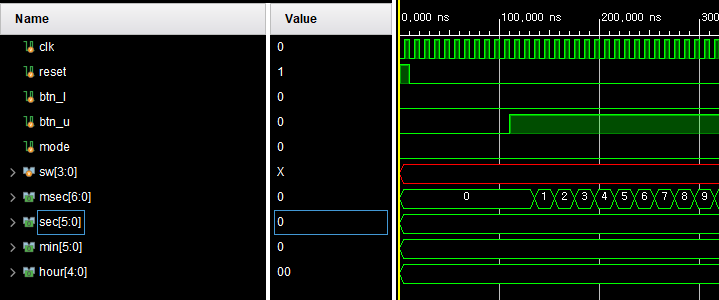 Name Value 0,000 ns 100,000 ns 200,000 ns 300
clk 0
reset 1
btn_l 0
btn_u 0
mode 0
sw[3:0] X
msec[6:0] 0 0 1 2 3 4 5 6 7 8 9
sec[5:0] 0
min[5:0] 0
hour[4:0] 00